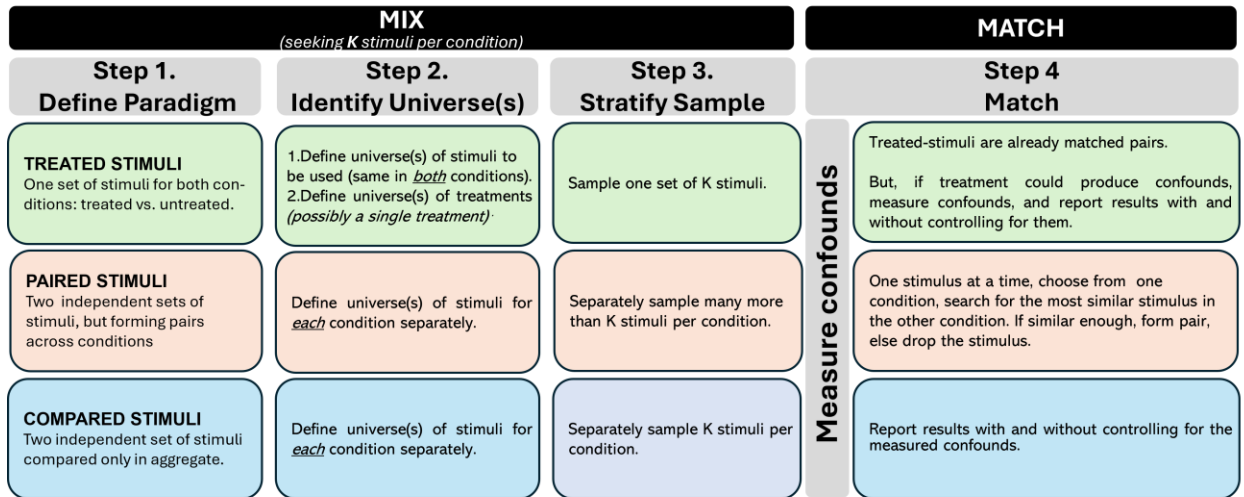 MIX
(seeking K stimuli per condition)
MATCH
Step 1.
Define Paradigm
Step 2.
Identify Universe(s)
Step 3.
Stratify Sample
Step 4
Match
TREATED STIMULI
One set of stimuli for both con-
ditions: treated vs. untreated.
1.Define universe(s) of stimuli to
be used (same in both conditions).
2.Define universe(s) of treatments
(possibly a single treatment).
Sample one set of K stimuli.
Measure confounds
Treated-stimuli are already matched pairs.
But, if treatment could produce confounds,
measure confounds, and report results with and
without controlling for them.
PAIRED STIMULI
Two independent sets of
stimuli, but forming pairs
across conditions
Define universe(s) of stimuli for
each condition separately.
Separately sample many more
than K stimuli per condition.
One stimulus at a time, choose from one
condition, search for the most similar stimulus in
the other condition. If similar enough, form pair,
else drop the stimulus.
COMPARED STIMULI
Two independent set of stimuli
compared only in aggregate.
Define universe(s) of stimuli for
each condition separately.
Separately sample K stimuli per
condition.
Report results with and without controlling for the
measured confounds.